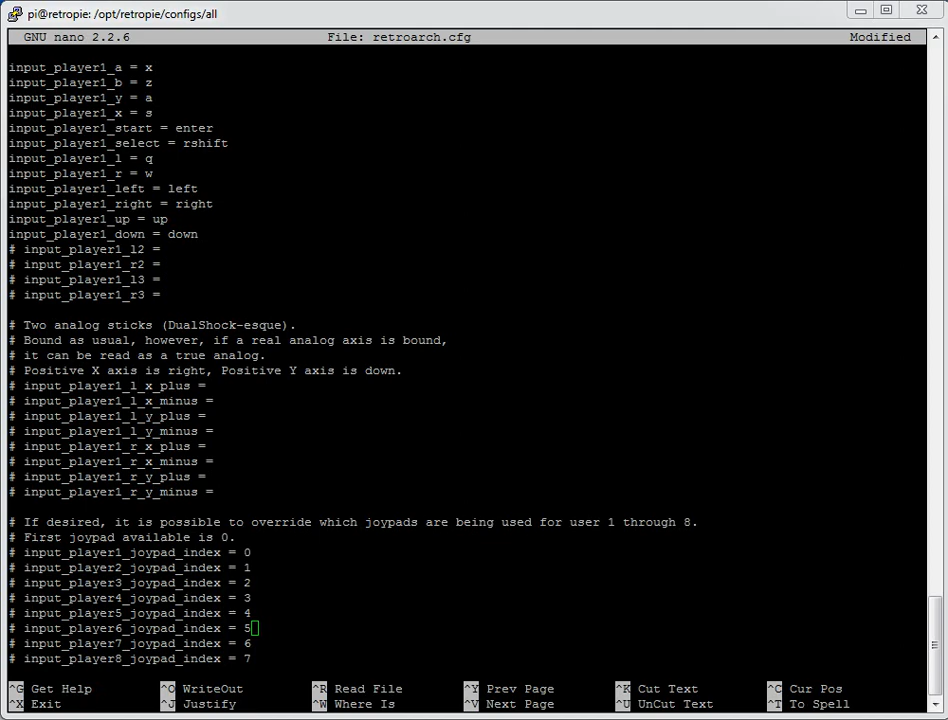 pi@retropie: /opt/retropie/configs/all
GNU nano 2.2.6 File: retroarch.cfg Modified
input_player1_a = x
input_player1_b = z
input_player1_y = a
input_player1_x = s
input_player1_start = enter
input_player1_select = rshift
input_player1_l = q
input_player1_r = w
input_player1_left = left
input_player1_right = right
input_player1_up = up
input_player1_down = down
# input_player1_l2 =
# input_player1_r2 =
# input_player1_l3 =
# input_player1_r3 =
# Two analog sticks (DualShock-esque).
# Bound as usual, however, if a real analog axis is bound,
# it can be read as a true analog.
# Positive X axis is right, Positive Y axis is down.
# input_player1_l_x_plus =
# input_player1_l_x_minus =
# input_player1_l_y_plus =
# input_player1_l_y_minus =
# input_player1_r_x_plus =
# input_player1_r_x_minus =
# input_player1_r_y_plus =
# input_player1_r_y_minus =
# If desired, it is possible to override which joypads are being used for user 1 through 8.
# First joypad available is 0.
# input_player1_joypad_index = 0
# input_player2_joypad_index = 1
# input_player3_joypad_index = 2
# input_player4_joypad_index = 3
# input_player5_joypad_index = 4
# input_player6_joypad_index = 5
# input_player7_joypad_index = 6
# input_player8_joypad_index = 7
^G Get Help ^O WriteOut ^R Read File ^Y Prev Page ^K Cut Text ^C Cur Pos
^X Exit ^J Justify ^W Where Is ^V Next Page ^U UnCut Text ^T To Spell